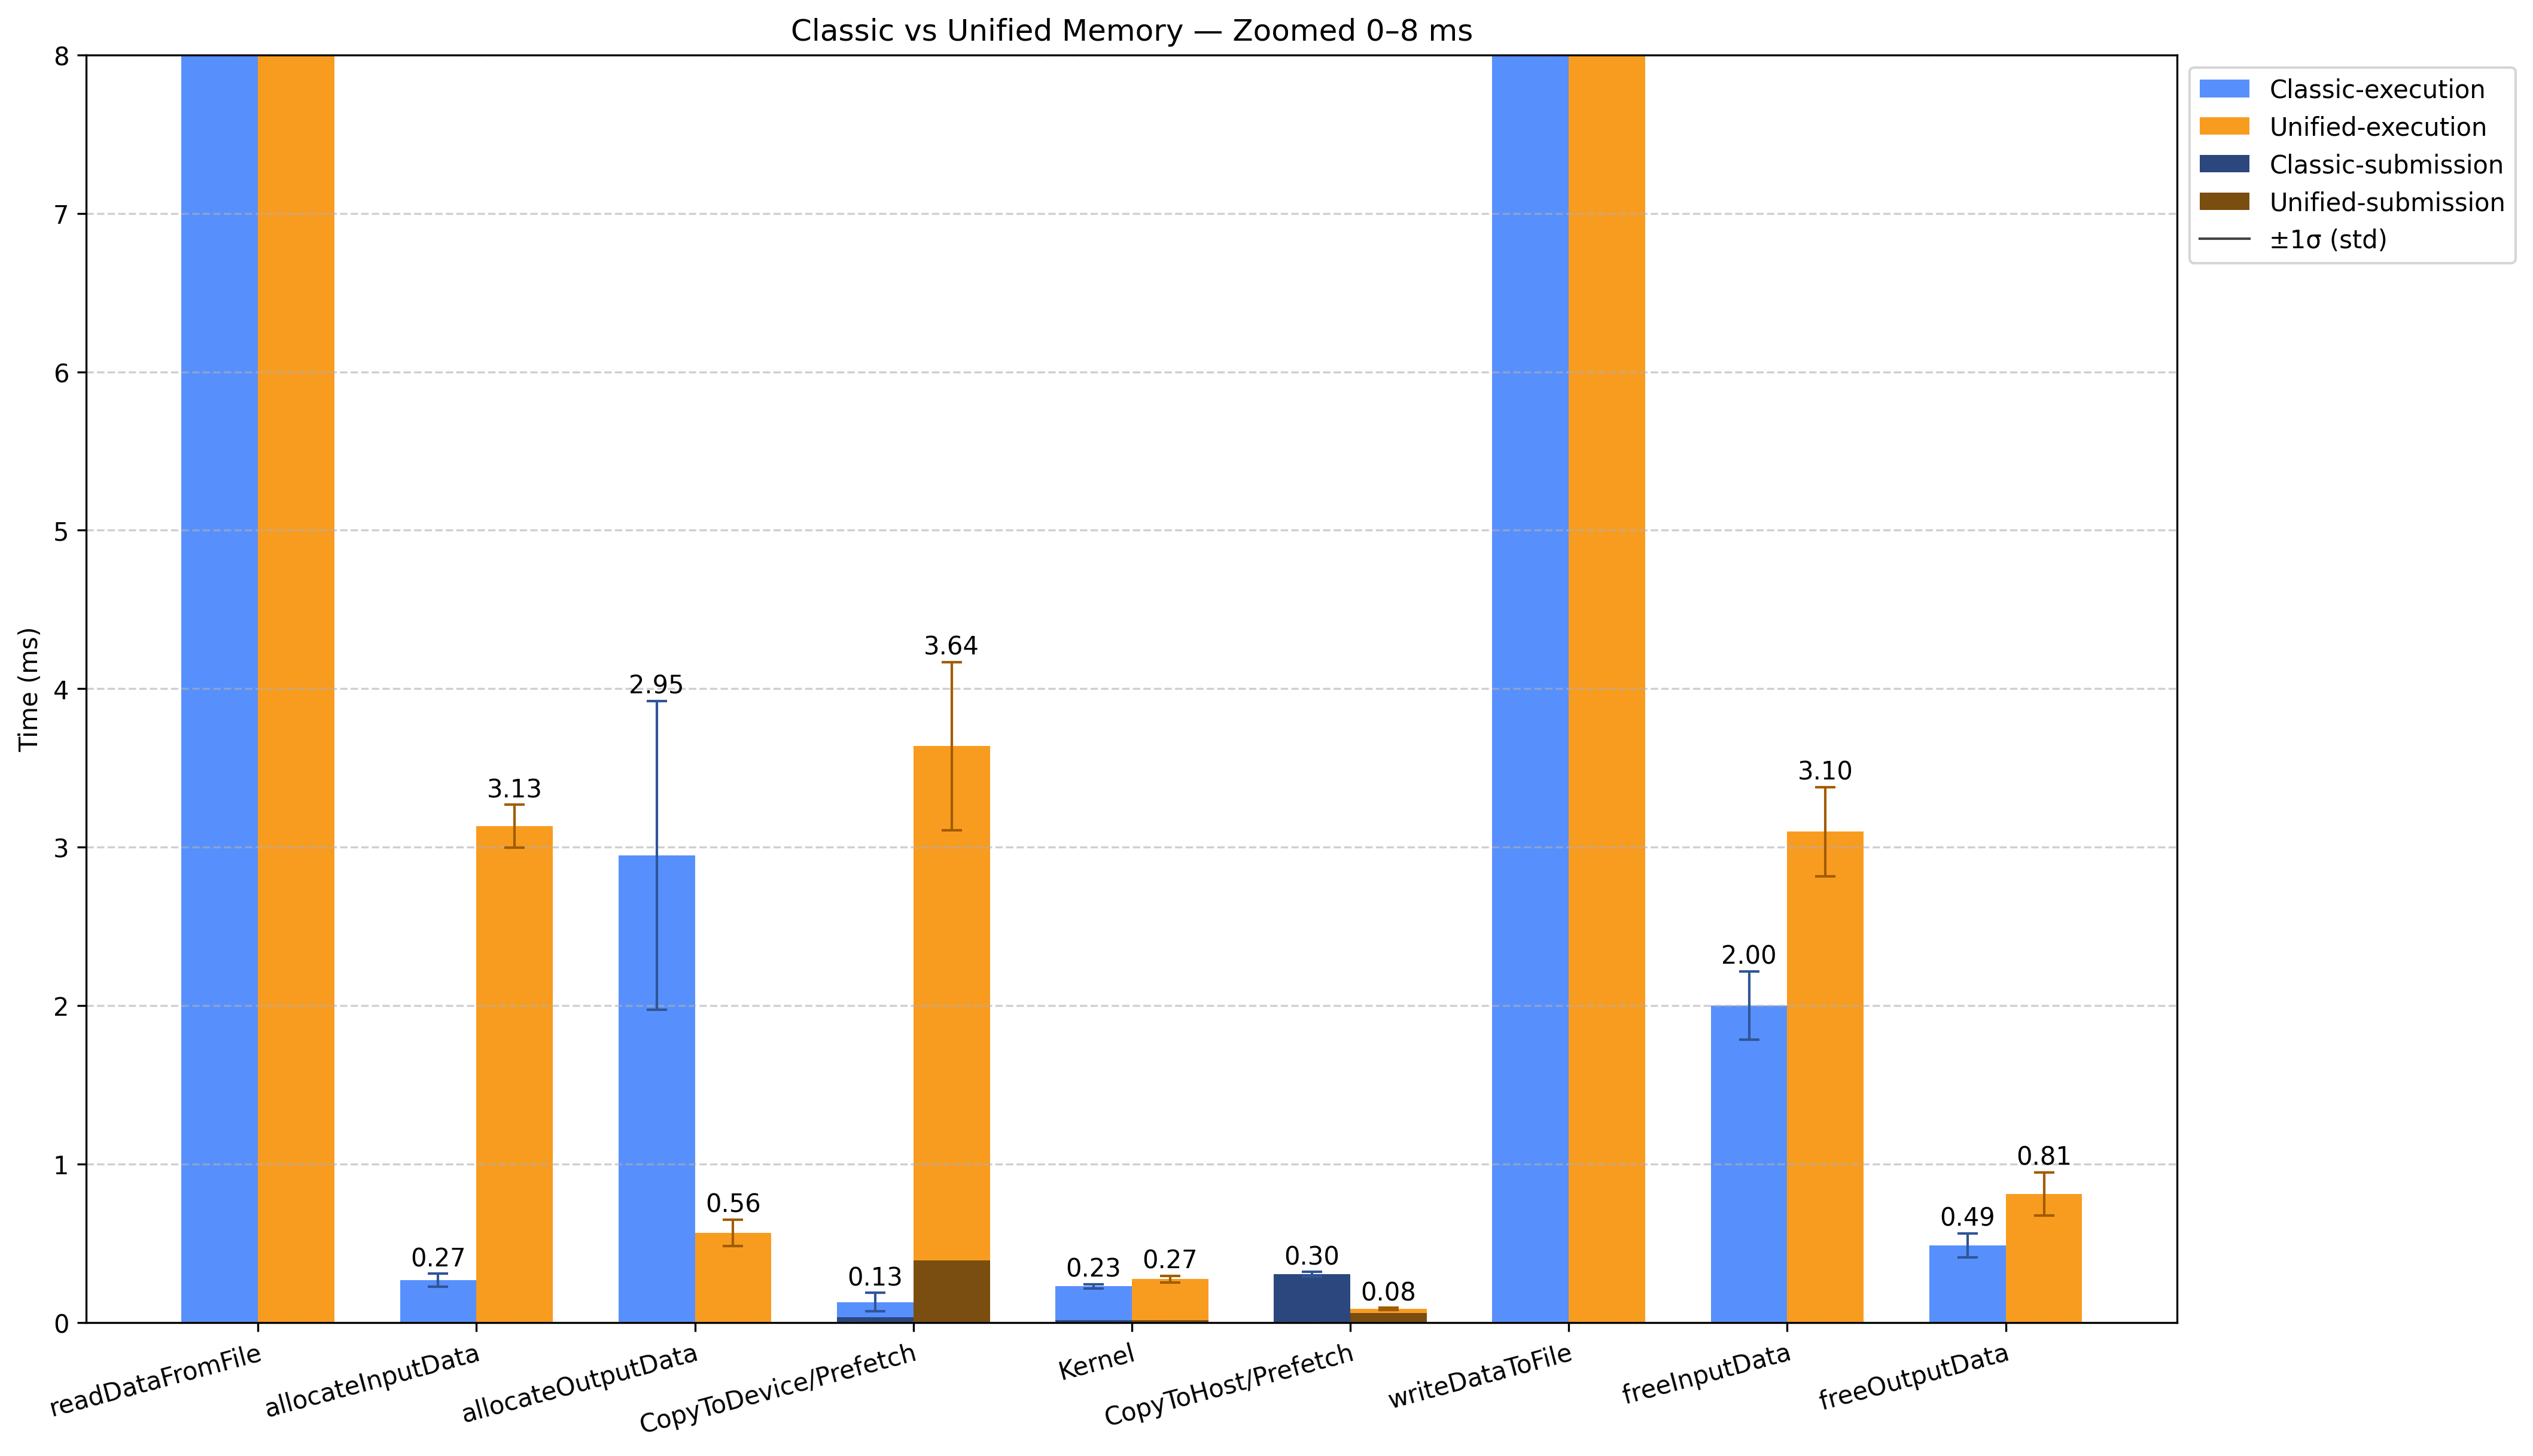 Classic vs Unified Memory — Zoomed 0–8 ms
8
7
6
5
4
3
2
1
0
Time (ms)
0.27
3.13
2.95
0.56
0.13
3.64
0.23
0.27
0.30
0.08
2.00
3.10
0.49
0.81
readDataFromFile
allocateInputData
allocateOutputData
CopyToDevice/Prefetch
Kernel
CopyToHost/Prefetch
writeDataToFile
freeInputData
freeOutputData
Classic-execution
Unified-execution
Classic-submission
Unified-submission
±1σ (std)